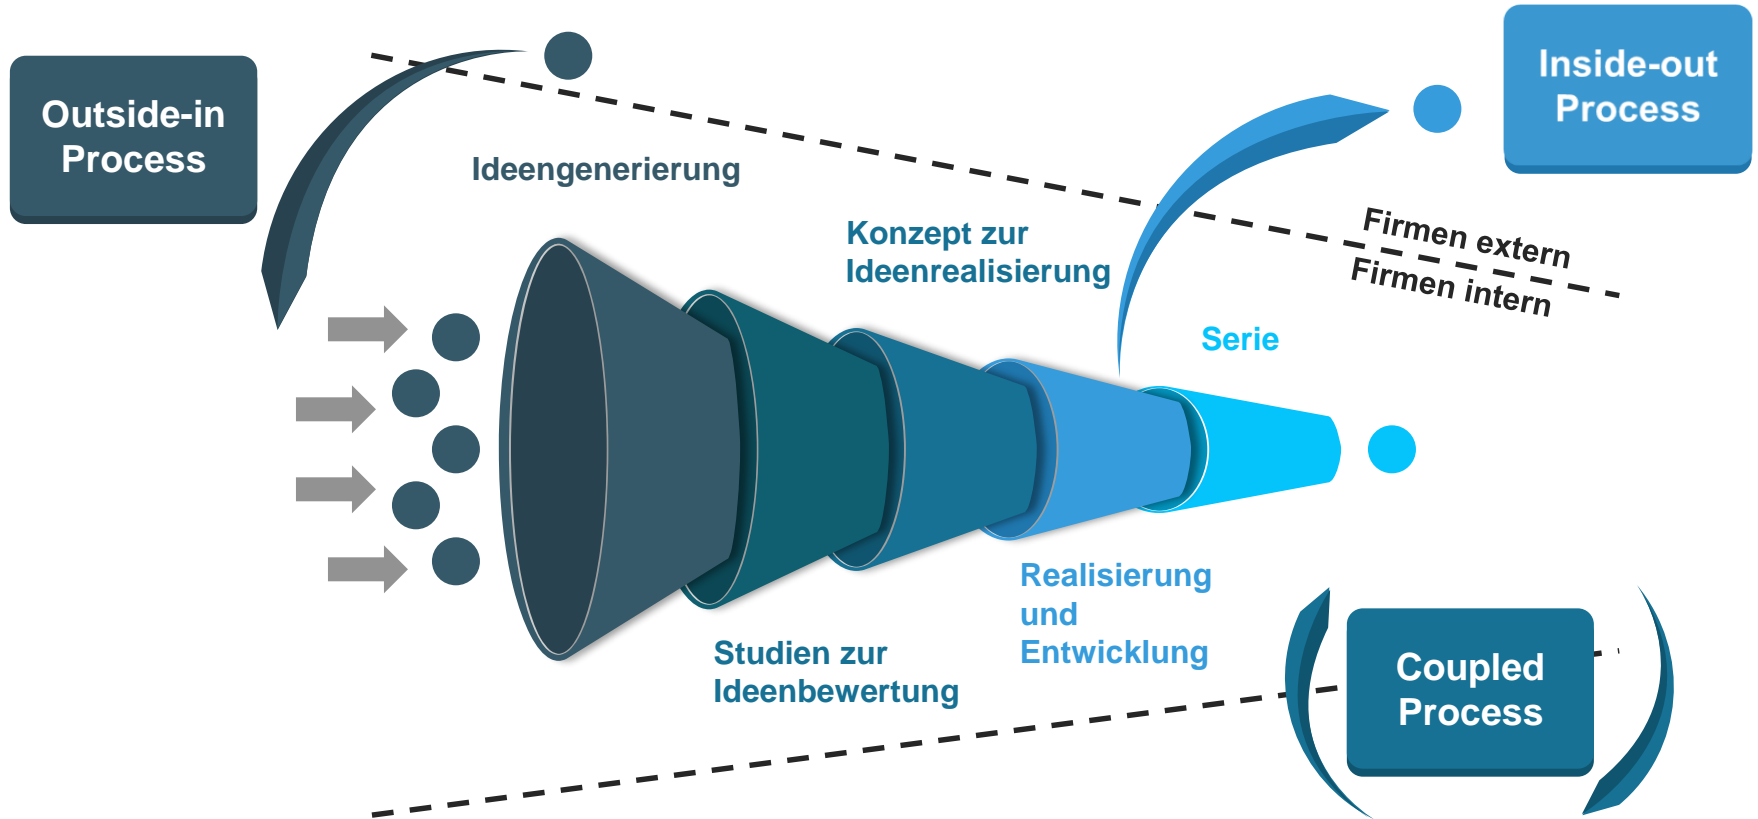 Outside-in
Process
Ideengenerierung
Konzept zur
Ideenrealisierung
Inside-out
Process
Firmen extern
Firmen intern
Serie
Studien zur
Ideenbewertung
Realisierung
und
Entwicklung
Coupled
Process